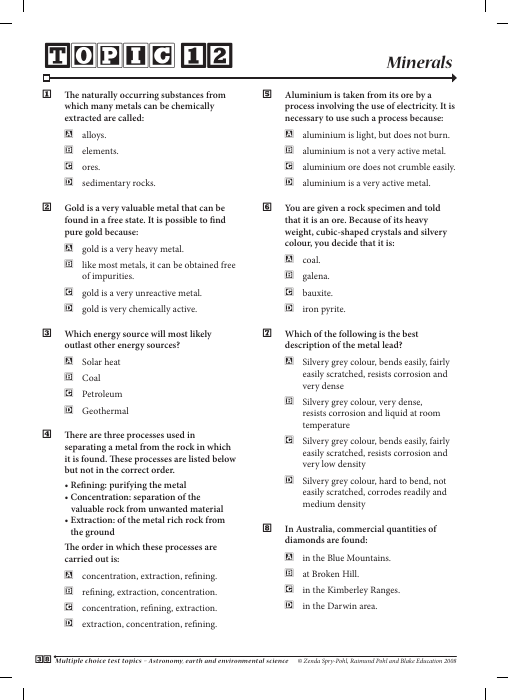 TOPIC 12
Minerals
1 The naturally occurring substances from
which many metals can be chemically
extracted are called:
A alloys.
B elements.
C ores.
D sedimentary rocks.
2 Gold is a very valuable metal that can be
found in a free state. It is possible to find
pure gold because:
A gold is a very heavy metal.
B like most metals, it can be obtained free
of impurities.
C gold is a very unreactive metal.
D gold is very chemically active.
3 Which energy source will most likely
outlast other energy sources?
A Solar heat
B Coal
C Petroleum
D Geothermal
4 There are three processes used in
separating a metal from the rock in which
it is found. These processes are listed below
but not in the correct order.
• Refining: purifying the metal
• Concentration: separation of the
valuable rock from unwanted material
• Extraction: of the metal rich rock from
the ground
The order in which these processes are
carried out is:
A concentration, extraction, refining.
B refining, extraction, concentration.
C concentration, refining, extraction.
D extraction, concentration, refining.
5 Aluminium is taken from its ore by a
process involving the use of electricity. It is
necessary to use such a process because:
A aluminium is light, but does not burn.
B aluminium is not a very active metal.
C aluminium ore does not crumble easily.
D aluminium is a very active metal.
6 You are given a rock specimen and told
that it is an ore. Because of its heavy
weight, cubic-shaped crystals and silvery
colour, you decide that it is:
A coal.
B galena.
C bauxite.
D iron pyrite.
7 Which of the following is the best
description of the metal lead?
A Silvery grey colour, bends easily, fairly
easily scratched, resists corrosion and
very dense
B Silvery grey colour, very dense,
resists corrosion and liquid at room
temperature
C Silvery grey colour, bends easily, fairly
easily scratched, resists corrosion and
very low density
D Silvery grey colour, hard to bend, not
easily scratched, corrodes readily and
medium density
8 In Australia, commercial quantities of
diamonds are found:
A in the Blue Mountains.
B at Broken Hill.
C in the Kimberley Ranges.
D in the Darwin area.
38 Multiple choice test topics – Astronomy, earth and environmental science © Zenda Spry-Pohl, Raimund Pohl and Blake Education 2008